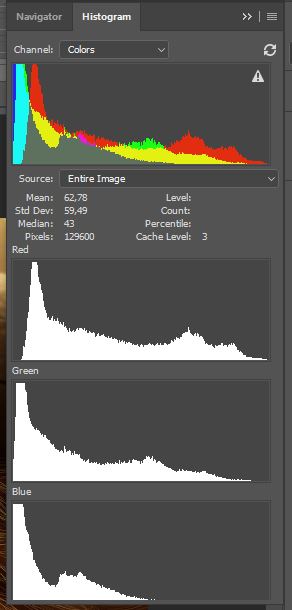 Navigator Histogram
Channel: Colors
Source: Entire Image
Mean: 62,78 Level:
Std Dev: 59,49 Count:
Median: 43 Percentile:
Pixels: 129600 Cache Level: 3
Red
Green
Blue